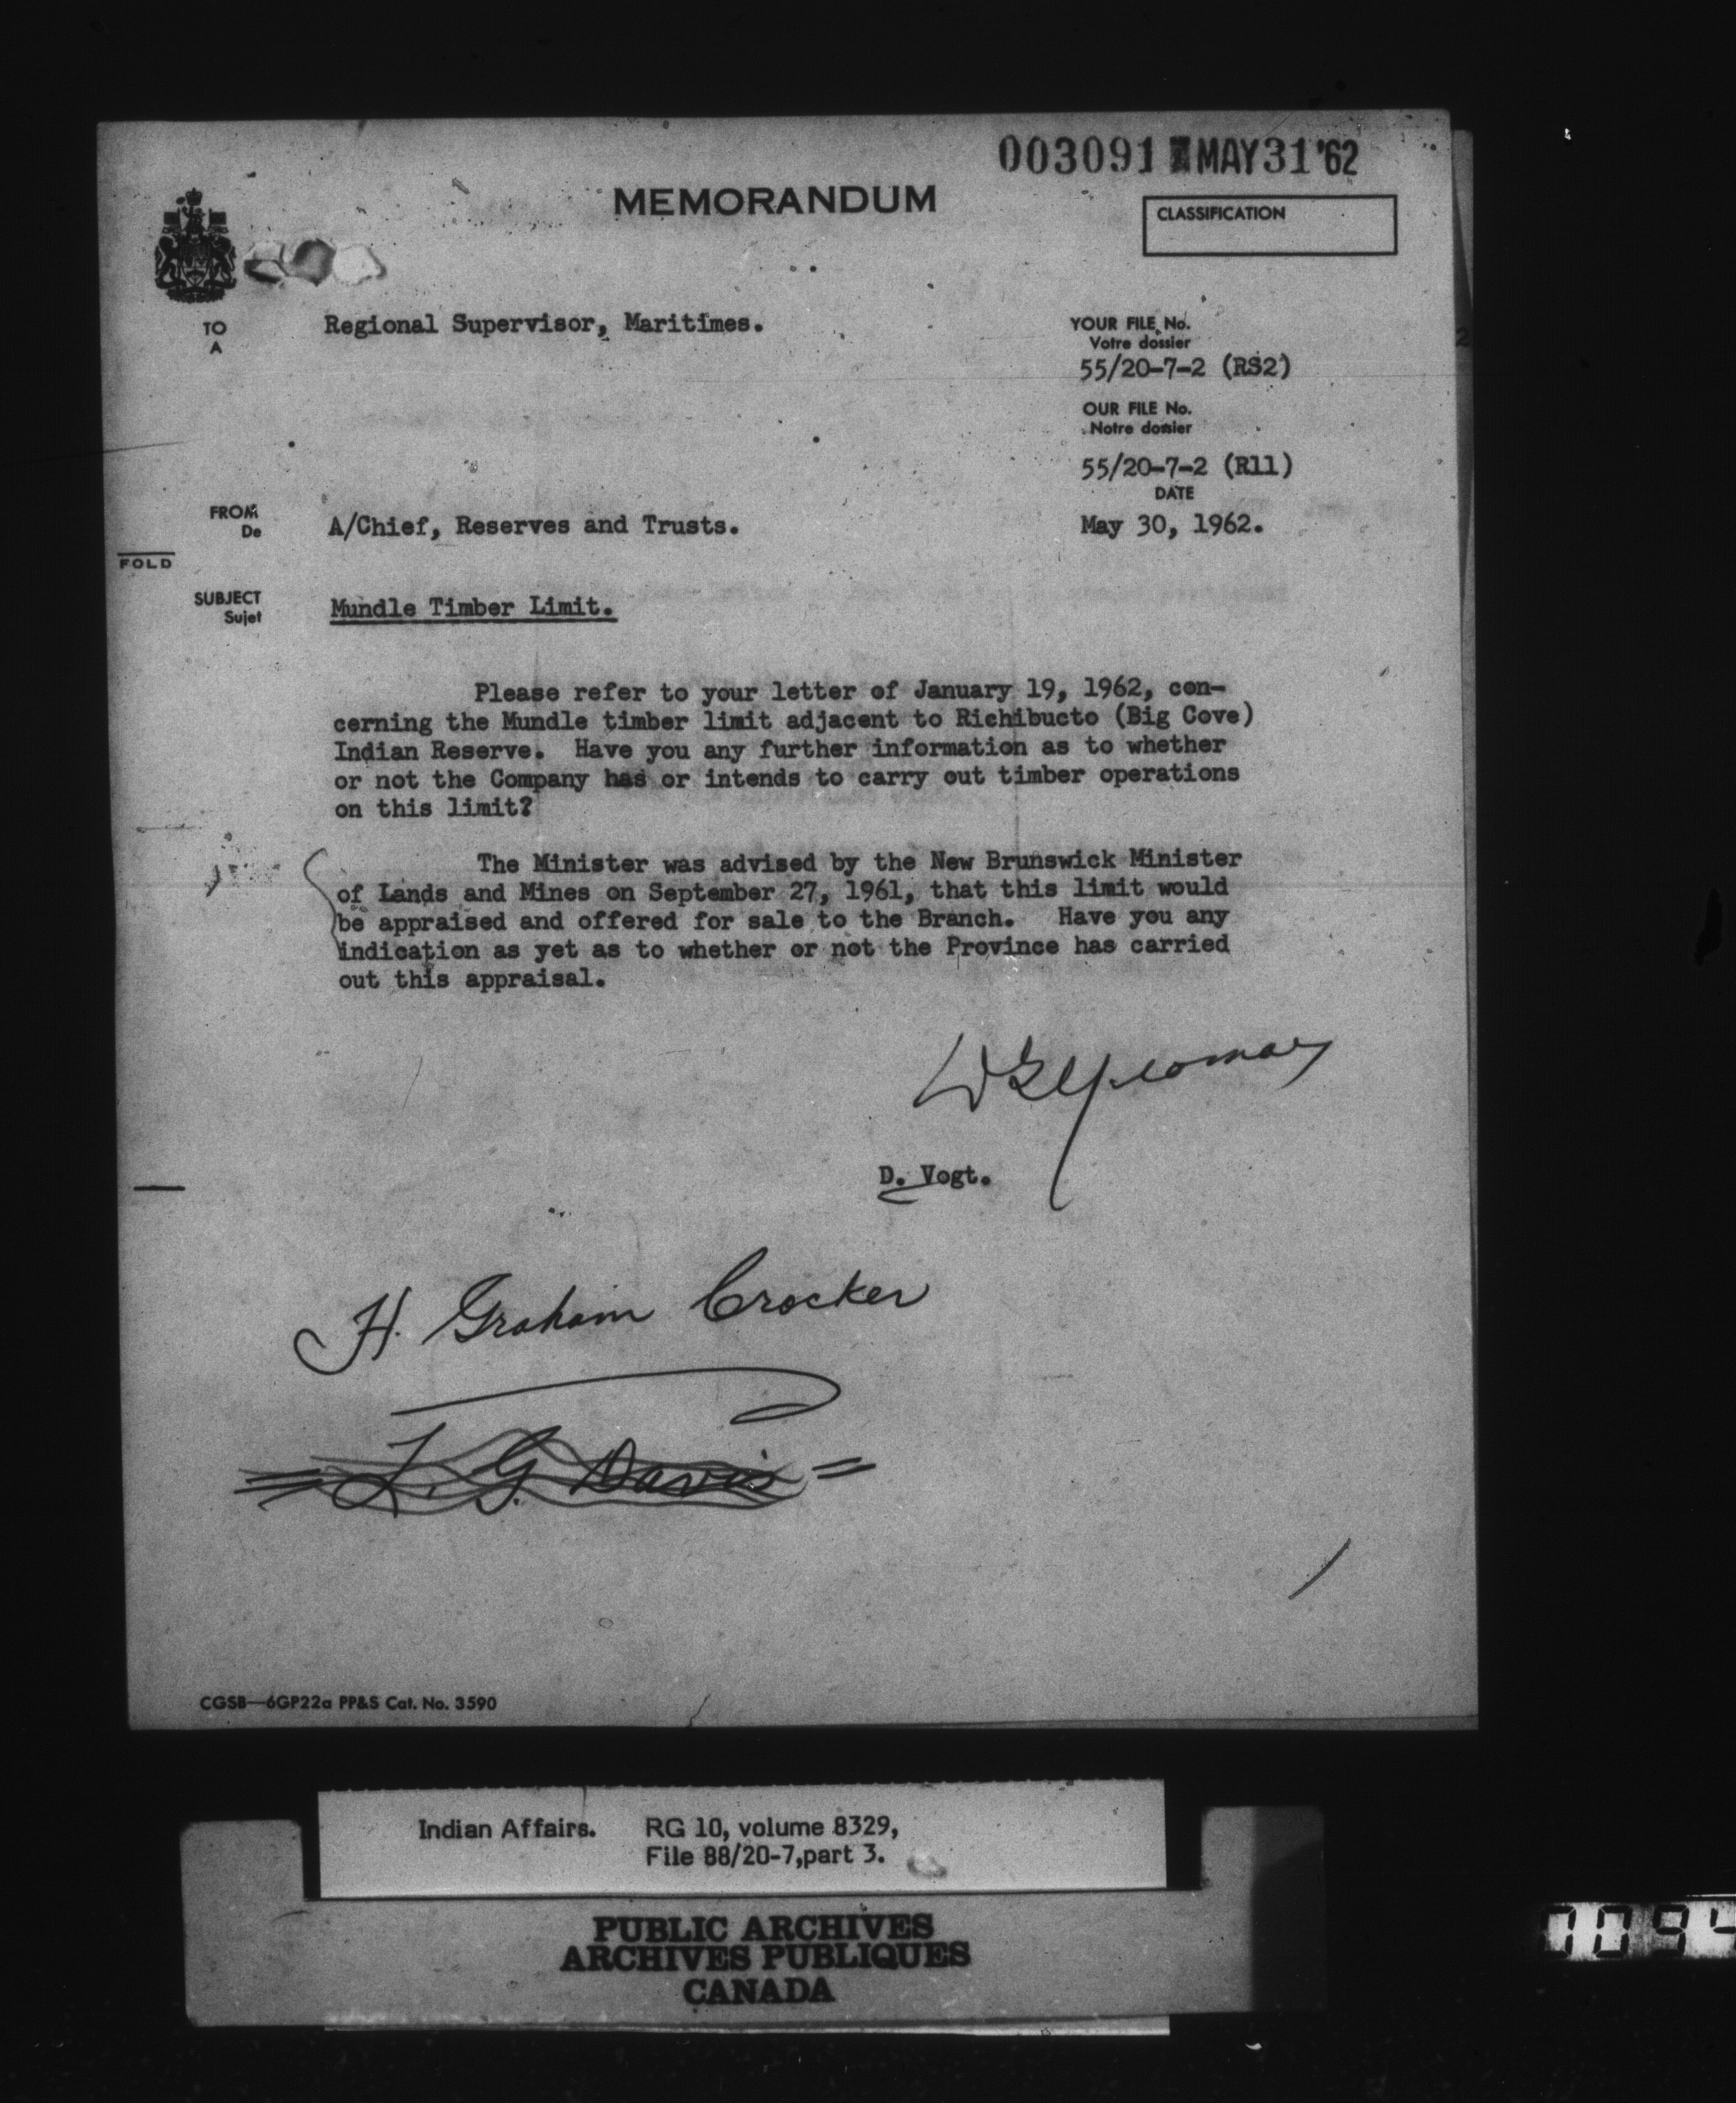 003091 MAY 31 '62
MEMORANDUM
CLASSIFICATION
TO
A
Regional Supervisor, Maritimes.
YOUR FILE No.
Votre dossier
55/20-7-2 (RS2)
OUR FILE No.
Notre dossier
55/20-7-2 (R11)
DATE
FROM
De
A/Chief, Reserves and Trusts.
May 30, 1962.
FOLD
SUBJECT
Sujet
Mundle Timber Limit.
Please refer to your letter of January 19, 1962, con-
cerning the Mundle timber limit adjacent to Richibucto (Big Cove)
Indian Reserve. Have you any further information as to whether
or not the Company has or intends to carry out timber operations
on this limit?
The Minister was advised by the New Brunswick Minister
of Lands and Mines on September 27, 1961, that this limit would
be appraised and offered for sale to the Branch. Have you any
indication as yet as to whether or not the Province has carried
out this appraisal.
D. Vogt.
H. Graham Crocker
L. G. Davis
CGSB—6GP22a PP&S Cat. No. 3590
Indian Affairs. RG 10, volume 8329,
File 88/20-7,part 3.
PUBLIC ARCHIVES
ARCHIVES PUBLIQUES
CANADA